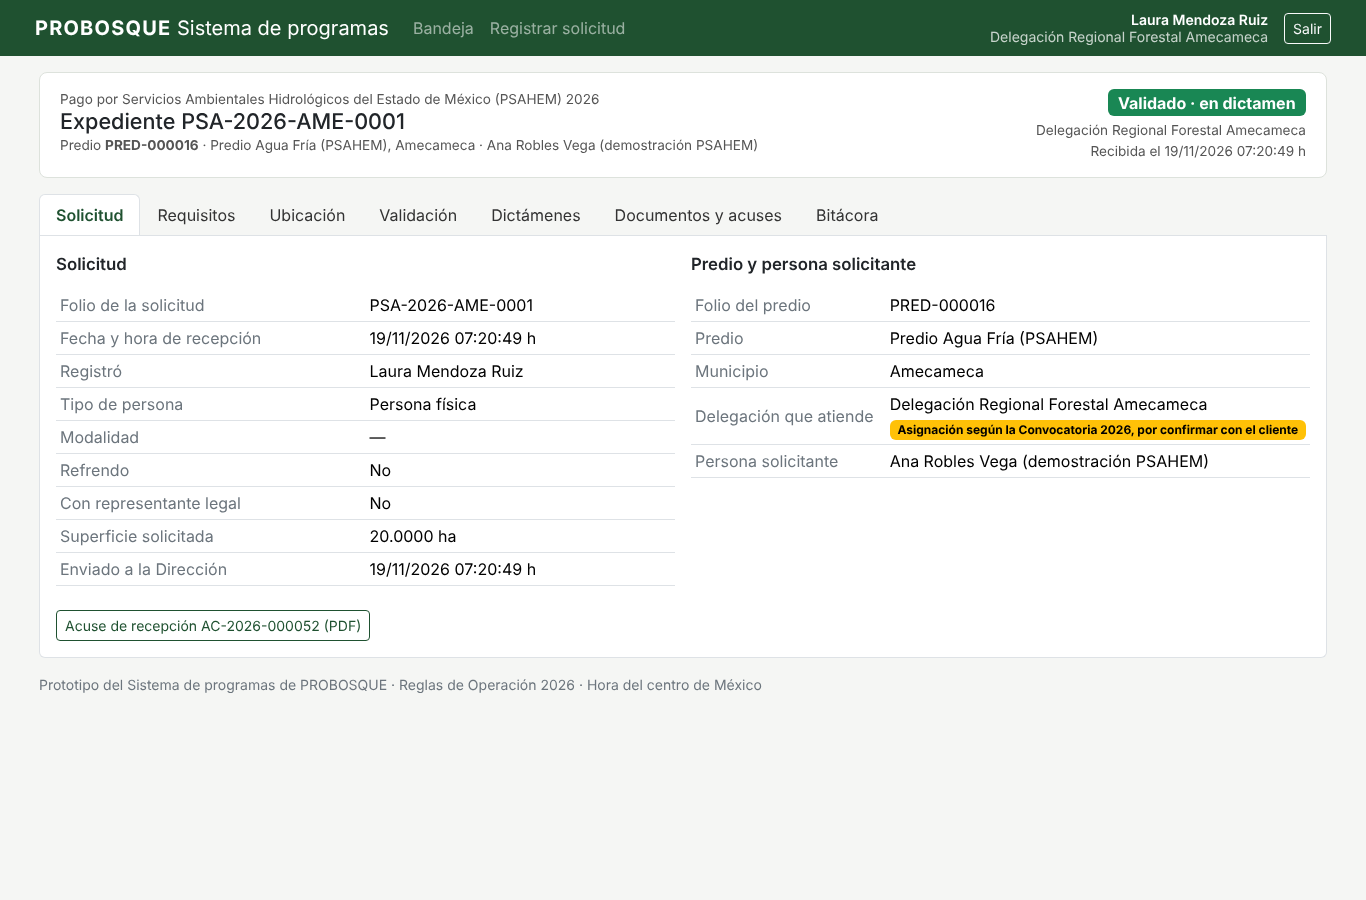 PROBOSQUE Sistema de programas
Bandeja
Registrar solicitud
Laura Mendoza Ruiz
Delegación Regional Forestal Amecameca
Salir
Pago por Servicios Ambientales Hidrológicos del Estado de México (PSAHEM) 2026
Expediente PSA-2026-AME-0001
Predio PRED-000016 · Predio Agua Fría (PSAHEM), Amecameca · Ana Robles Vega (demostración PSAHEM)
Validado · en dictamen
Delegación Regional Forestal Amecameca
Recibida el 19/11/2026 07:20:49 h
Solicitud
Requisitos
Ubicación
Validación
Dictámenes
Documentos y acuses
Bitácora
Solicitud
Folio de la solicitud PSA-2026-AME-0001
Fecha y hora de recepción 19/11/2026 07:20:49 h
Registró Laura Mendoza Ruiz
Tipo de persona Persona física
Modalidad —
Refrendo No
Con representante legal No
Superficie solicitada 20.0000 ha
Enviado a la Dirección 19/11/2026 07:20:49 h
Acuse de recepción AC-2026-000052 (PDF)
Predio y persona solicitante
Folio del predio PRED-000016
Predio Predio Agua Fría (PSAHEM)
Municipio Amecameca
Delegación que atiende Delegación Regional Forestal Amecameca
Asignación según la Convocatoria 2026, por confirmar con el cliente
Persona solicitante Ana Robles Vega (demostración PSAHEM)
Prototipo del Sistema de programas de PROBOSQUE · Reglas de Operación 2026 · Hora del centro de México